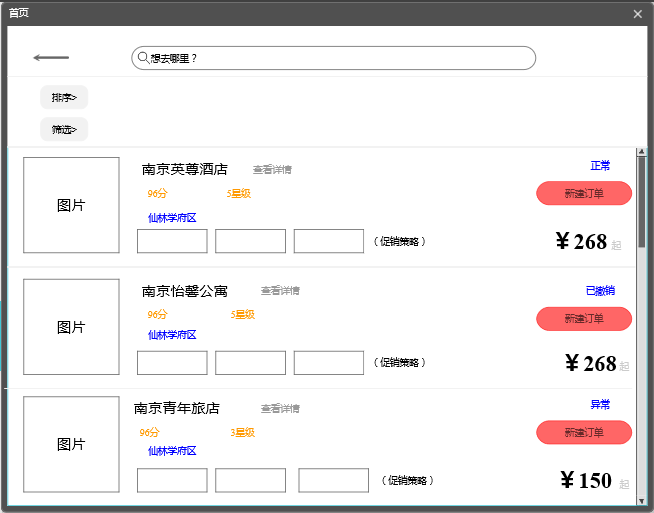 首页
想去哪里？
排序>
筛选>
图片
南京英尊酒店 查看详情 正常
96分 5星级 新建订单
仙林学府区
（促销策略） ￥268 起
图片
南京怡馨公寓 查看详情 已撤销
96分 5星级 新建订单
仙林学府区
（促销策略） ￥268 起
图片
南京青年旅店 查看详情 异常
96分 3星级 新建订单
仙林学府区
（促销策略） ￥150 起